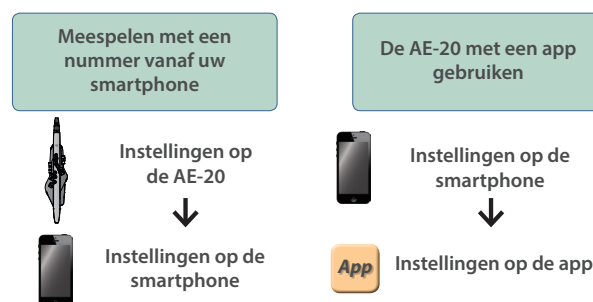 Meespelen met een
nummer vanaf uw
smartphone
Instellingen op
de AE-20
Instellingen op de
smartphone
De AE-20 met een app
gebruiken
Instellingen op de
smartphone
App
Instellingen op de app